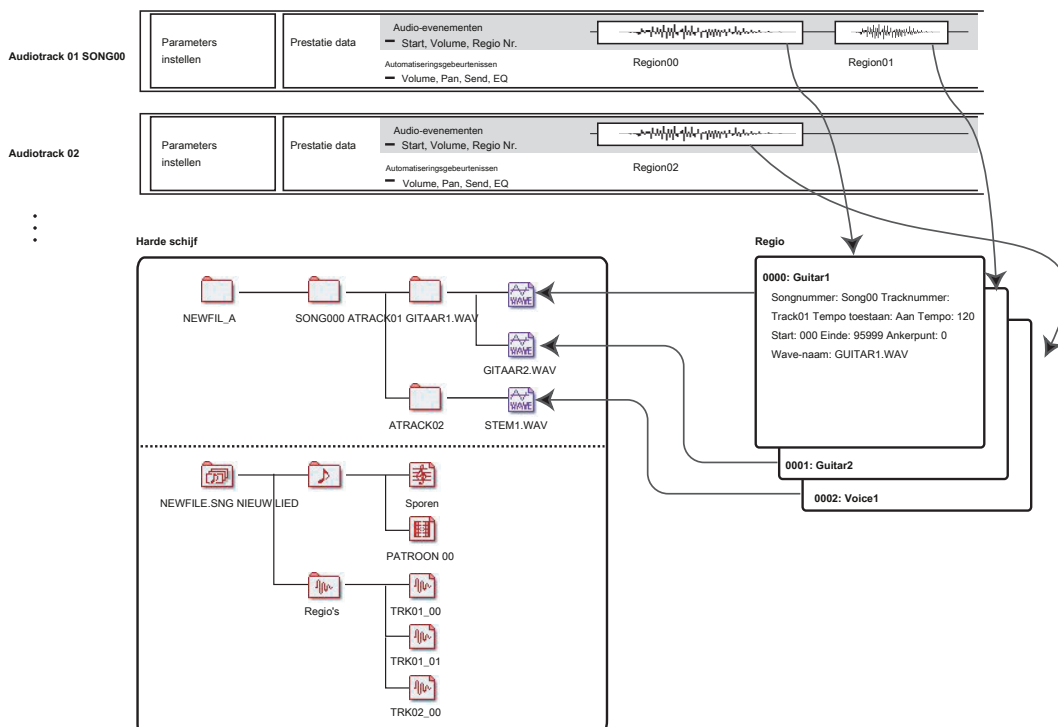 Audiotrack 01 SONG00
Parameters
instellen
Prestatie data
Audio-evenementen
Start, Volume, Regio Nr.
Automatiseringsgebeurtenissen
Volume, Pan, Send, EQ
Region00
Region01
Audiotrack 02
Parameters
instellen
Prestatie data
Audio-evenementen
Start, Volume, Regio Nr.
Automatiseringsgebeurtenissen
Volume, Pan, Send, EQ
Region02
Harde schijf
NEWFIL_A
SONG000 ATRACK01 GITAAR1.WAV
WAVE
WAVE
GITAAR2.WAV
WAVE
ATRACK02
STEM1.WAV
NEWFILE.SNG NIEUW LIED
Sporen
PATROON 00
Regio's
TRK01_00
TRK01_01
TRK02_00
Regio
0000: Guitar1
Songnummer: Song00 Tracknummer:
Track01 Tempo toestaan: Aan Tempo: 120
Start: 000 Einde: 95999 Ankerpunt: 0
Wave-naam: GUITAR1.WAV
0001: Guitar2
0002: Voice1